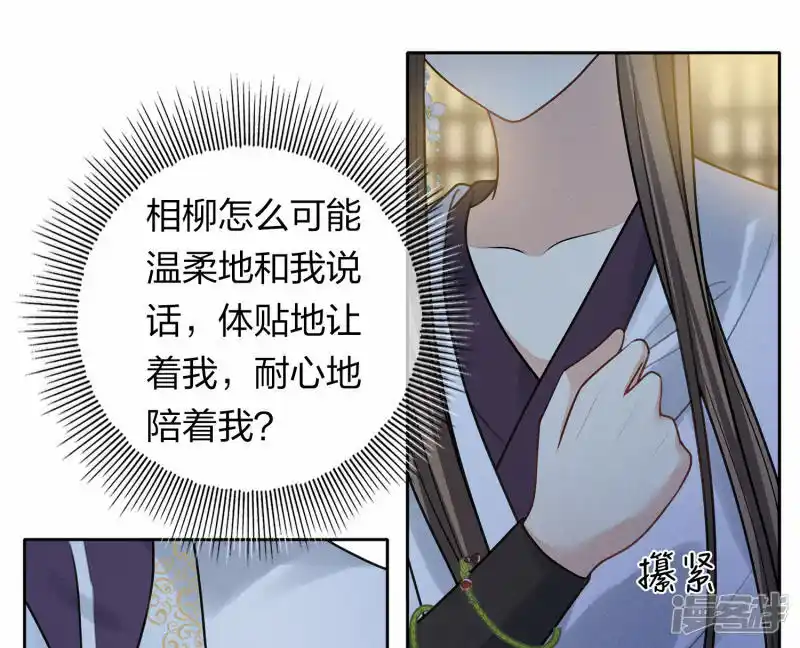 相柳怎么可能
温柔地和我说
话，体贴地让
着我，耐心地
陪着我？
攥紧
漫客栈